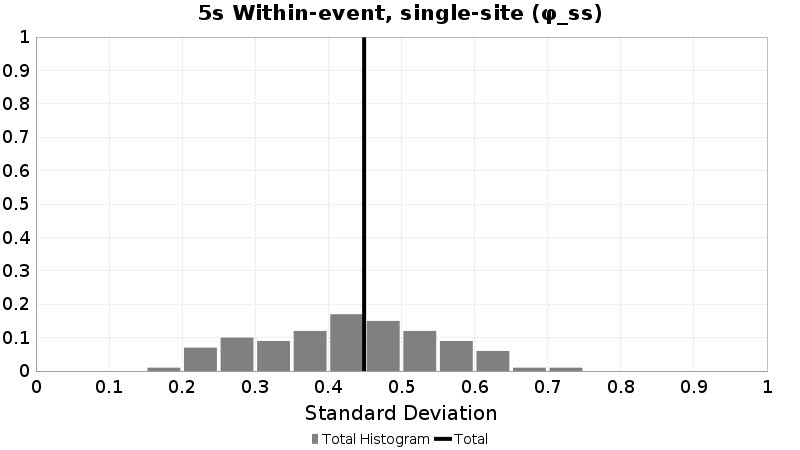 5s Within-event, single-site (φ_ss)
1
0.9
0.8
0.7
0.6
0.5
0.4
0.3
0.2
0.1
0
0 0.1 0.2 0.3 0.4 0.5 0.6 0.7 0.8 0.9 1
Standard Deviation
Total Histogram Total